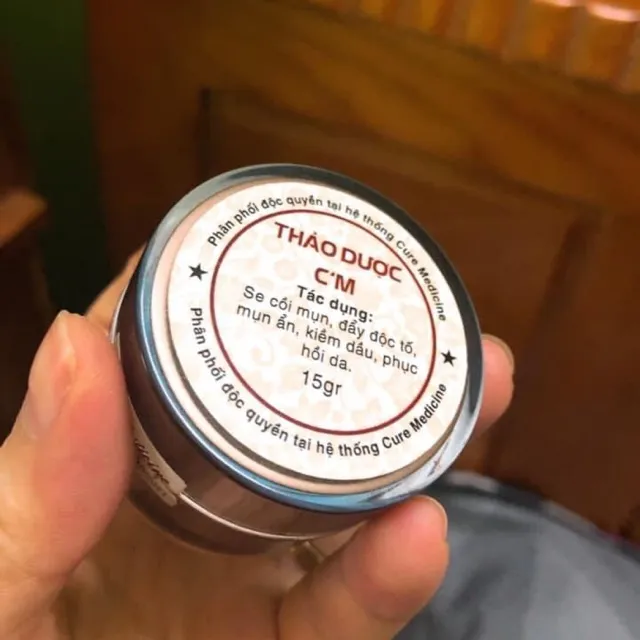 Phân phối độc quyền tại hệ thống Cure Medicine
THẢO DƯỢC
C'M
Tác dụng:
Se cồi mụn, đẩy độc tố,
mụn ẩn, kiềm dầu, phục
hồi da.
15gr
Phân phối độc quyền tại hệ thống Cure Medicine